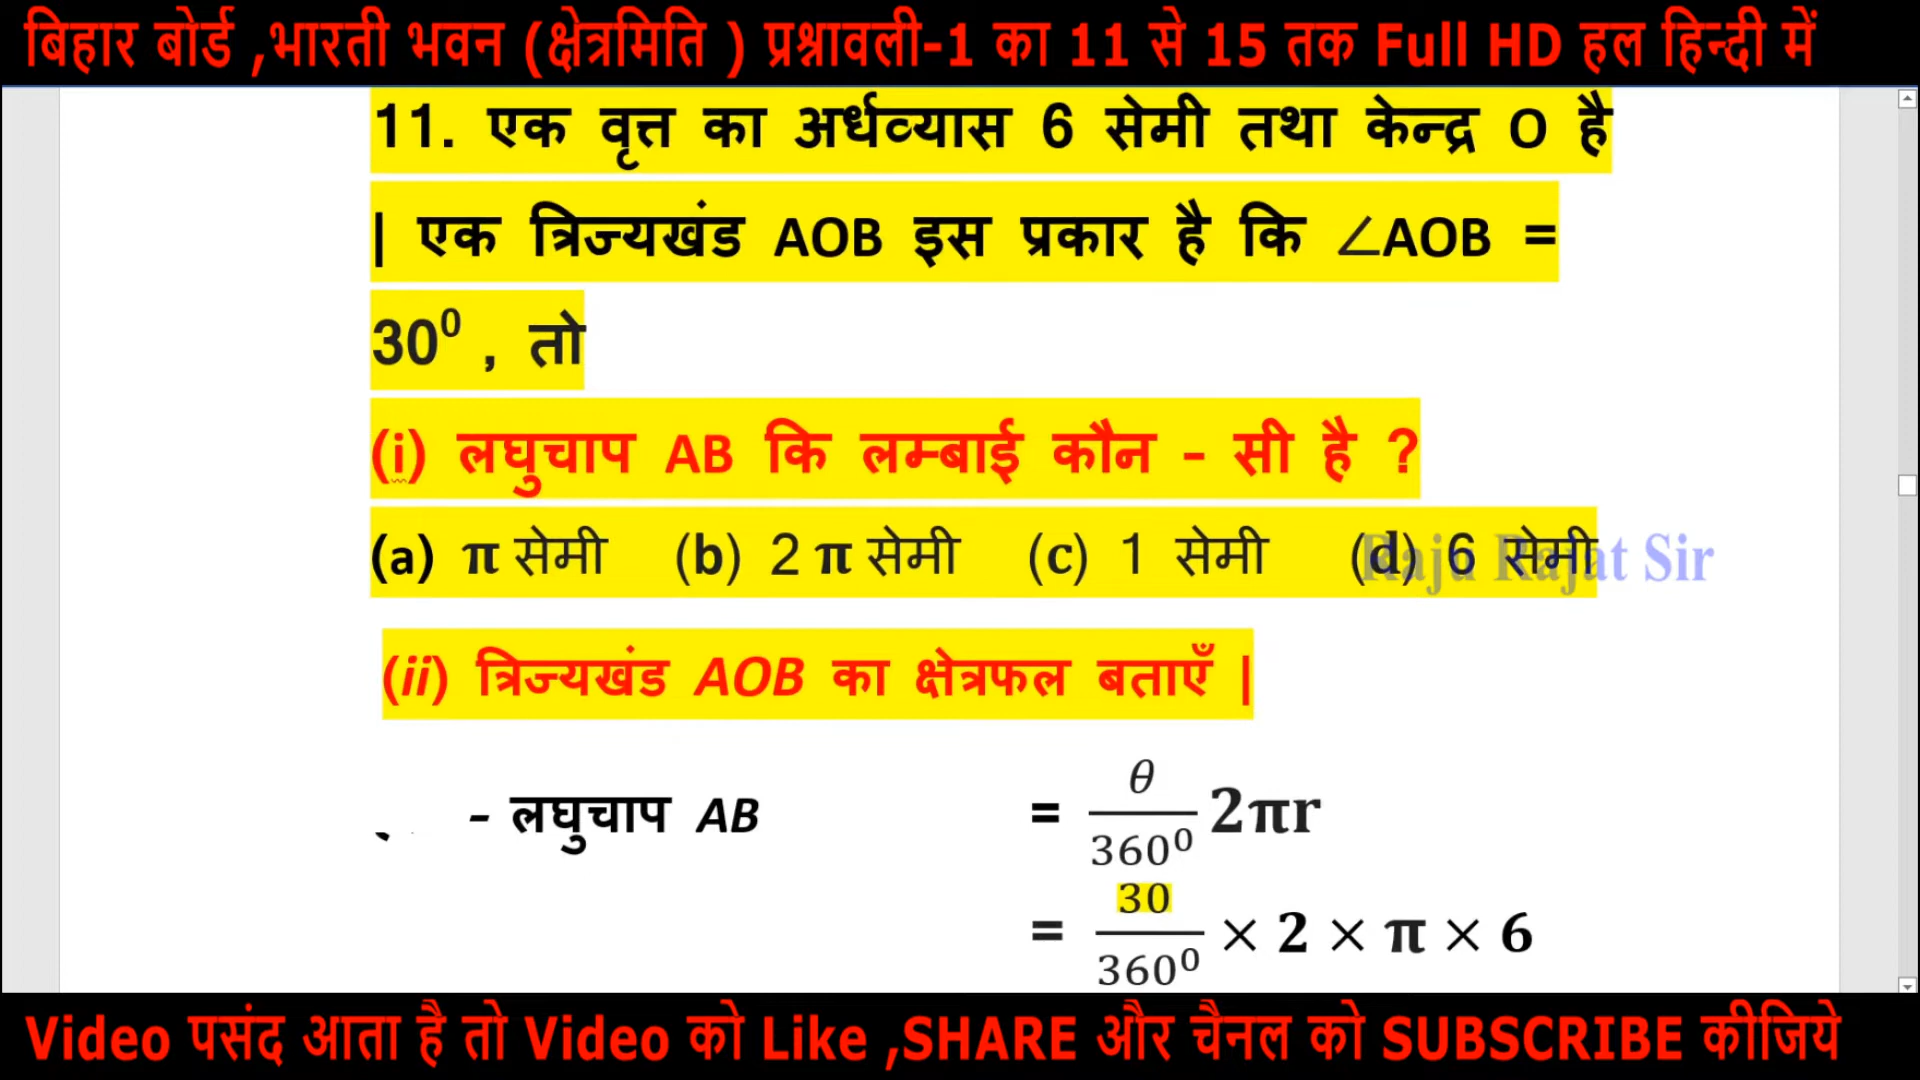 बिहार बोर्ड ,भारती भवन (क्षेत्रमिति ) प्रश्नावली-1 का 11 से 15 तक Full HD हल हिन्दी में
11. एक वृत्त का अर्धव्यास 6 सेमी तथा केन्द्र O है
| एक त्रिज्यखंड AOB इस प्रकार है कि ∠AOB =
30⁰ , तो
(i) लघुचाप AB कि लम्बाई कौन - सी है ?
(a) π सेमी (b) 2 π सेमी (c) 1 सेमी (d) 6 सेमी
Raju Rajat Sir
(ii) त्रिज्यखंड AOB का क्षेत्रफल बताएँ |
- लघुचाप AB = θ/360⁰ 2πr
= 30/360⁰ × 2 × π × 6
Video पसंद आता है तो Video को Like ,SHARE और चैनल को SUBSCRIBE कीजिये